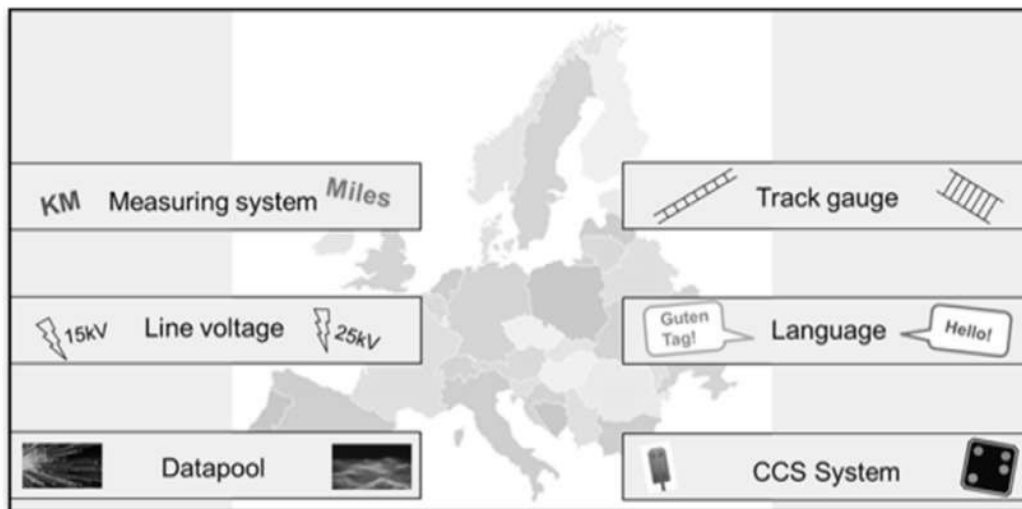 KM Measuring system Miles
Track gauge
15kV Line voltage 25kV
Guten
Tag!
Language
Hello!
Datapool
CCS System